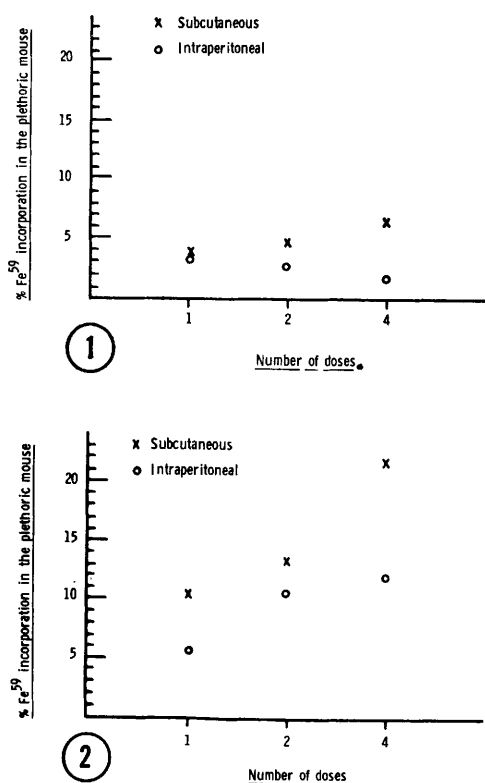 % Fe59 incorporation in the plethoric mouse
x Subcutaneous
o Intraperitoneal
20
15
10
5
1
2
4
1
Number of doses.
% Fe59 incorporation in the plethoric mouse
x Subcutaneous
o Intraperitoneal
20
15
10
5
1
2
4
2
Number of doses